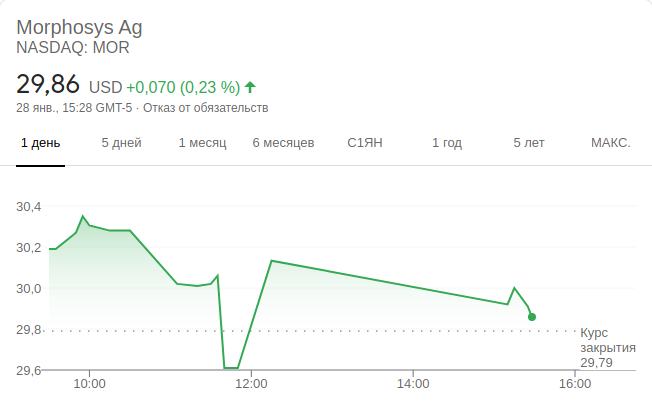 Morphosys Ag
NASDAQ: MOR
29,86 USD +0,070 (0,23 %)
28 янв., 15:28 GMT-5 · Отказ от обязательств
1 день 5 дней 1 месяц 6 месяцев С1ЯН 1 год 5 лет МАКС.
30,4
30,2
30,0
29,8
Курс
закрытия
29,79
29,6
10:00 12:00 14:00 16:00